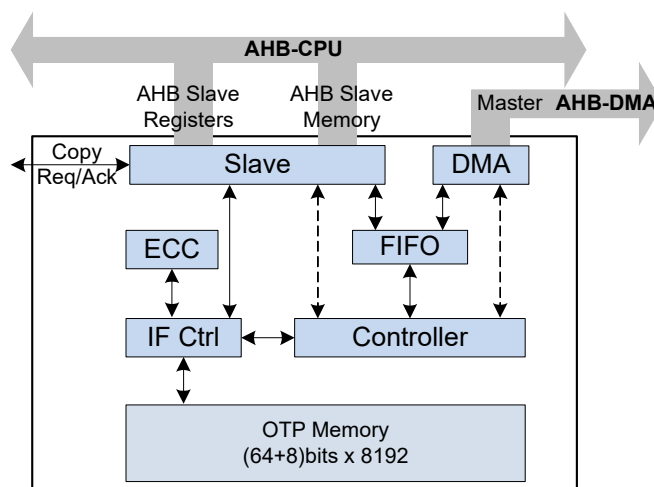 AHB-CPU
AHB Slave
Registers
AHB Slave
Memory
Master AHB-DMA
Copy
Req/Ack
Slave
DMA
ECC
FIFO
IF Ctrl
Controller
OTP Memory
(64+8)bits x 8192